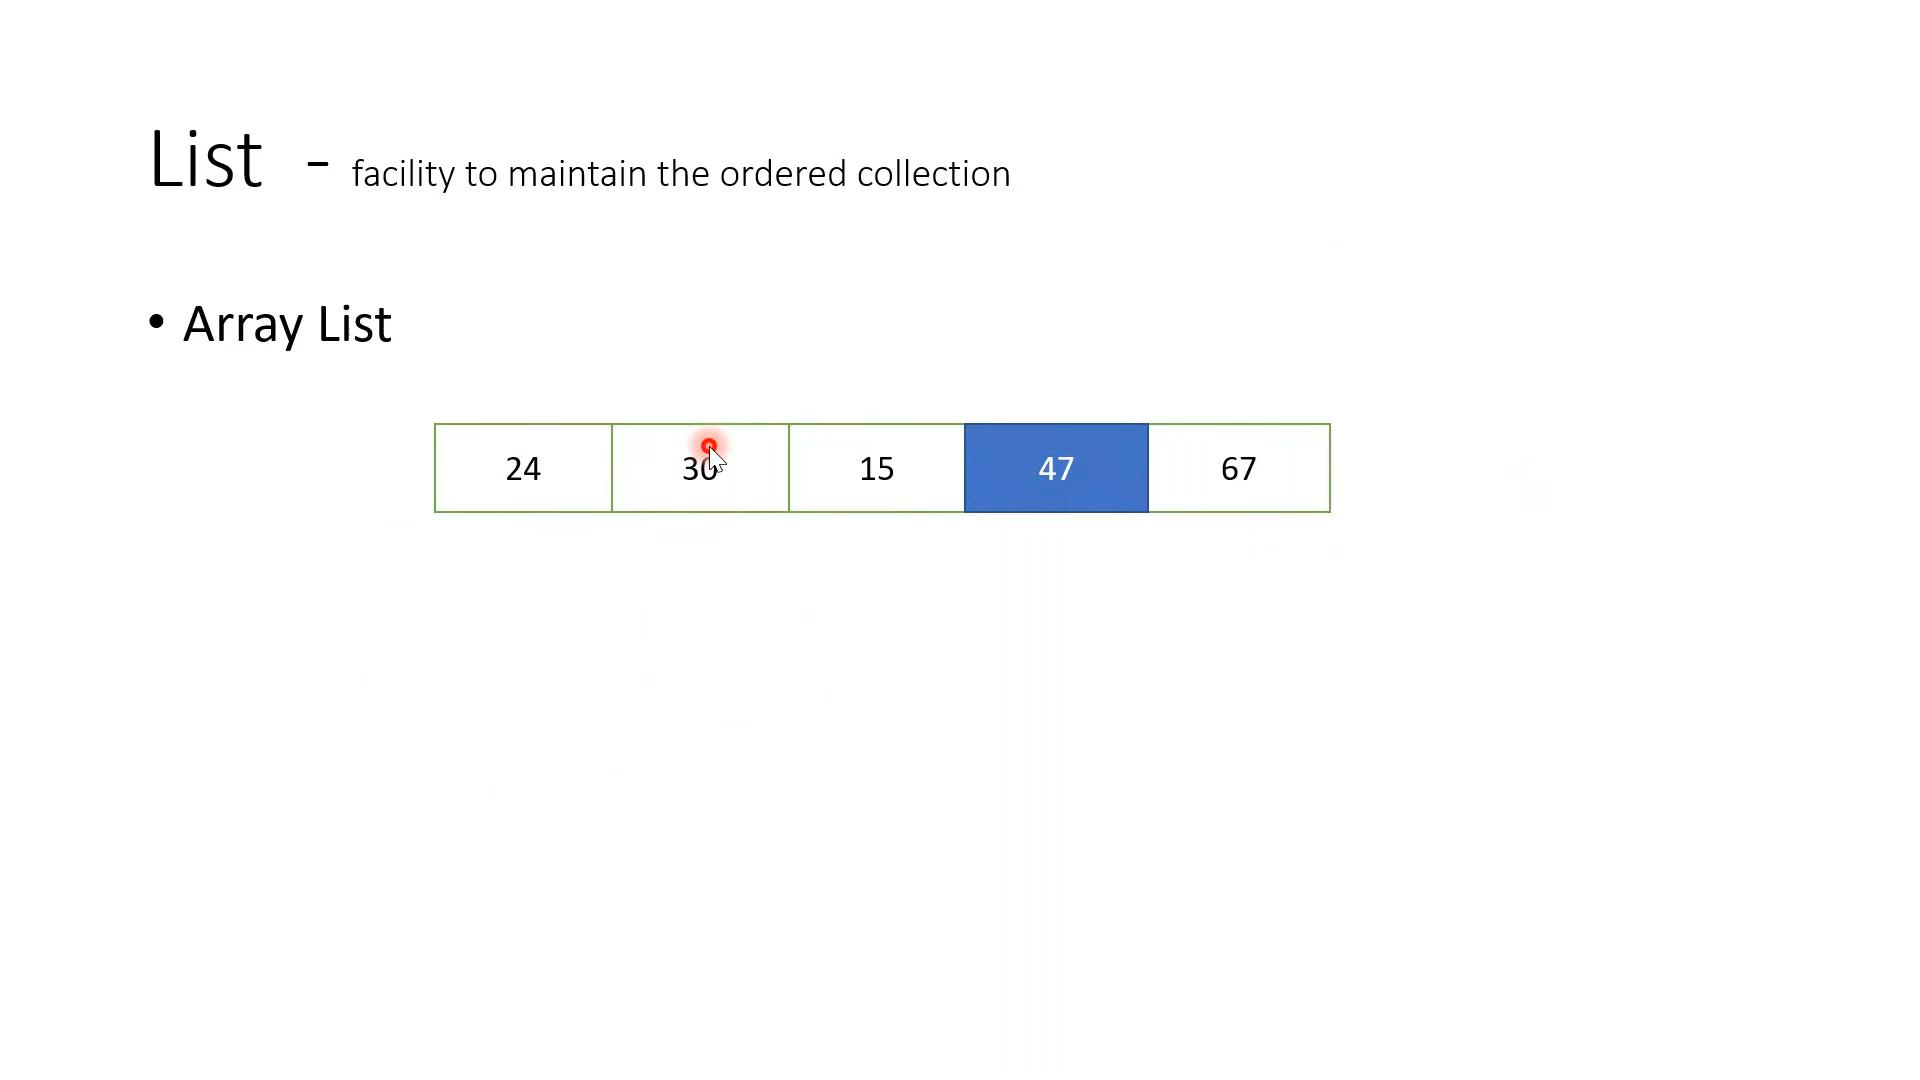 List - facility to maintain the ordered collection
• Array List
24 30 15 47 67